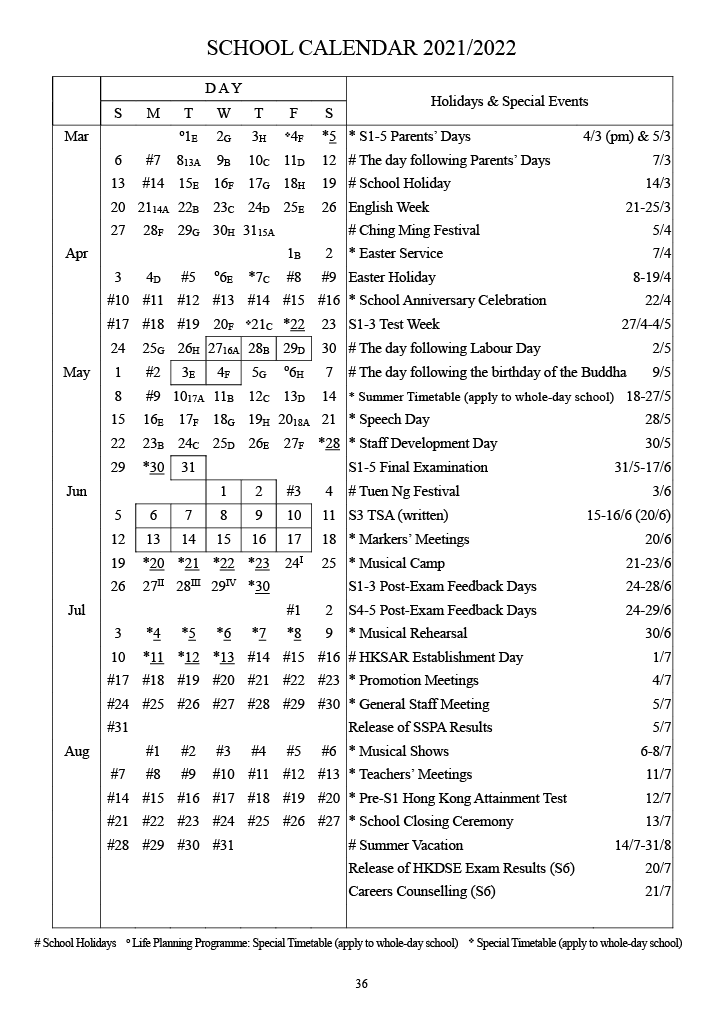 SCHOOL CALENDAR 2021/2022
DAY Holidays & Special Events
S M T W T F S
Mar °1E 2G 3H *4F *5 * S1-5 Parents' Days 4/3 (pm) & 5/3
6 #7 813A 9B 10C 11D 12 # The day following Parents' Days 7/3
13 #14 15E 16F 17G 18H 19 # School Holiday 14/3
20 2114A 22B 23C 24D 25E 26 English Week 21-25/3
27 28F 29G 30H 3115A # Ching Ming Festival 5/4
Apr 1B 2 * Easter Service 7/4
3 4D #5 °6E *7C #8 #9 Easter Holiday 8-19/4
#10 #11 #12 #13 #14 #15 #16 * School Anniversary Celebration 22/4
#17 #18 #19 20F *21C *22 23 S1-3 Test Week 27/4-4/5
24 25G 26H 2716A 28B 29D 30 # The day following Labour Day 2/5
May 1 #2 3E 4F 5G °6H 7 # The day following the birthday of the Buddha 9/5
8 #9 1017A 11B 12C 13D 14 * Summer Timetable (apply to whole-day school) 18-27/5
15 16E 17F 18G 19H 2018A 21 * Speech Day 28/5
22 23B 24C 25D 26E 27F *28 * Staff Development Day 30/5
29 *30 31 S1-5 Final Examination 31/5-17/6
Jun 1 2 #3 4 # Tuen Ng Festival 3/6
5 6 7 8 9 10 11 S3 TSA (written) 15-16/6 (20/6)
12 13 14 15 16 17 18 * Markers' Meetings 20/6
19 *20 *21 *22 *23 24I 25 * Musical Camp 21-23/6
26 27II 28III 29IV *30 S1-3 Post-Exam Feedback Days 24-28/6
Jul #1 2 S4-5 Post-Exam Feedback Days 24-29/6
3 *4 *5 *6 *7 *8 9 * Musical Rehearsal 30/6
10 *11 *12 *13 #14 #15 #16 # HKSAR Establishment Day 1/7
#17 #18 #19 #20 #21 #22 #23 * Promotion Meetings 4/7
#24 #25 #26 #27 #28 #29 #30 * General Staff Meeting 5/7
#31 Release of SSPA Results 5/7
Aug #1 #2 #3 #4 #5 #6 * Musical Shows 6-8/7
#7 #8 #9 #10 #11 #12 #13 * Teachers' Meetings 11/7
#14 #15 #16 #17 #18 #19 #20 * Pre-S1 Hong Kong Attainment Test 12/7
#21 #22 #23 #24 #25 #26 #27 * School Closing Ceremony 13/7
#28 #29 #30 #31 # Summer Vacation 14/7-31/8
Release of HKDSE Exam Results (S6) 20/7
Careers Counselling (S6) 21/7
# School Holidays ° Life Planning Programme: Special Timetable (apply to whole-day school) * Special Timetable (apply to whole-day school)
36